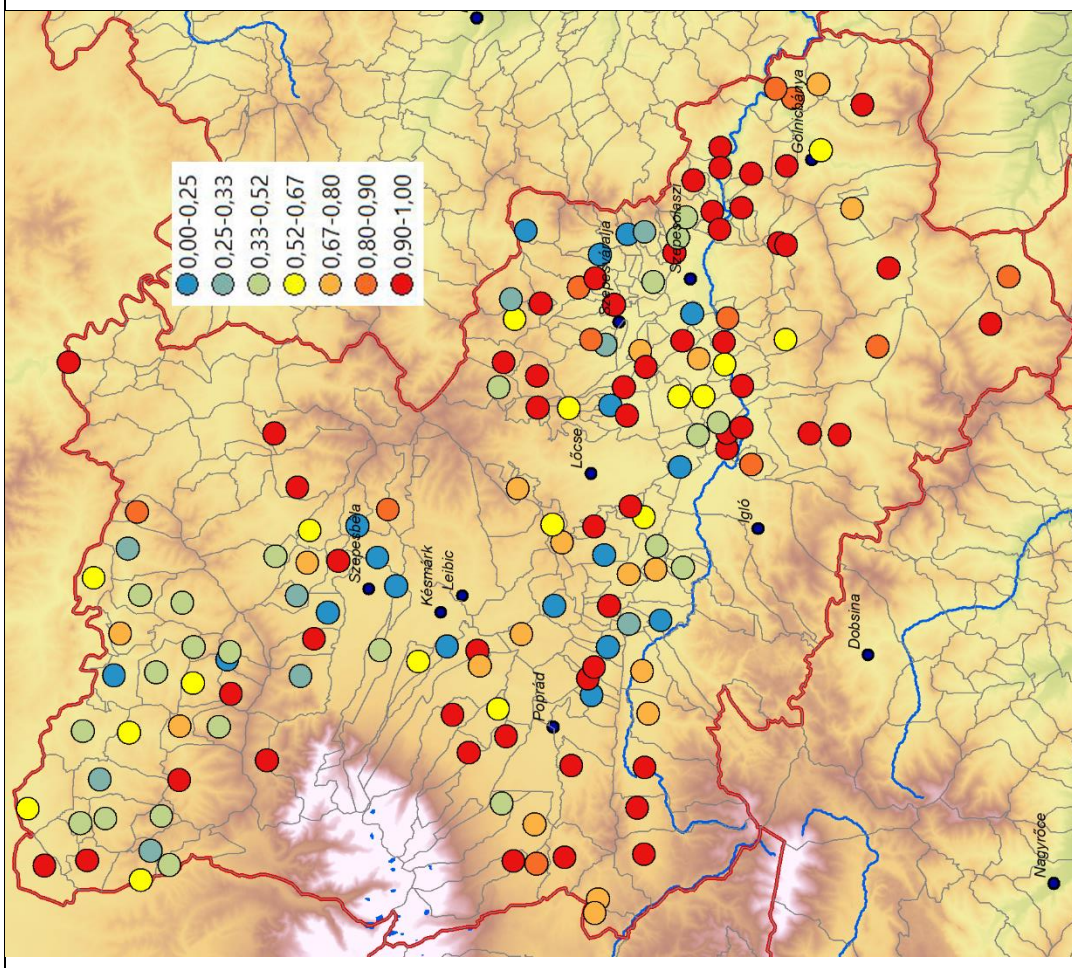 0,00-0,25
0,25-0,33
0,33-0,52
0,52-0,67
0,67-0,80
0,80-0,90
0,90-1,00
Gölnicbánya
Szepesolaszi
Szepesváralja
Lőcse
Igló
Szepesbéla
Késmárk
Leibic
Dobsina
Poprád
Nagyrőce